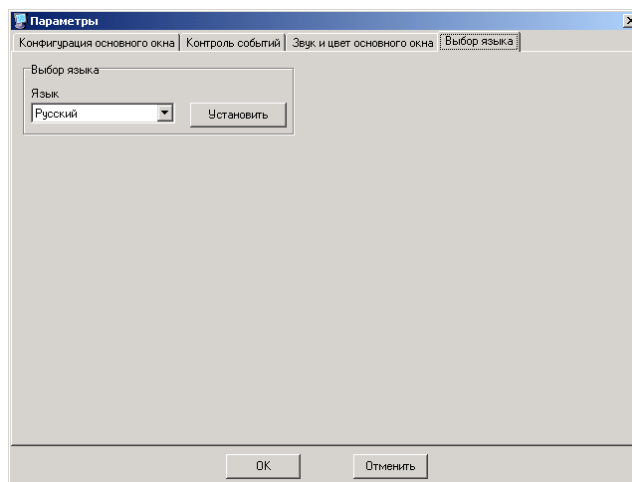 Параметры
Конфигурация основного окна Контроль событий Звук и цвет основного окна Выбор языка
Выбор языка
Язык
Русский Установить
OK Отменить